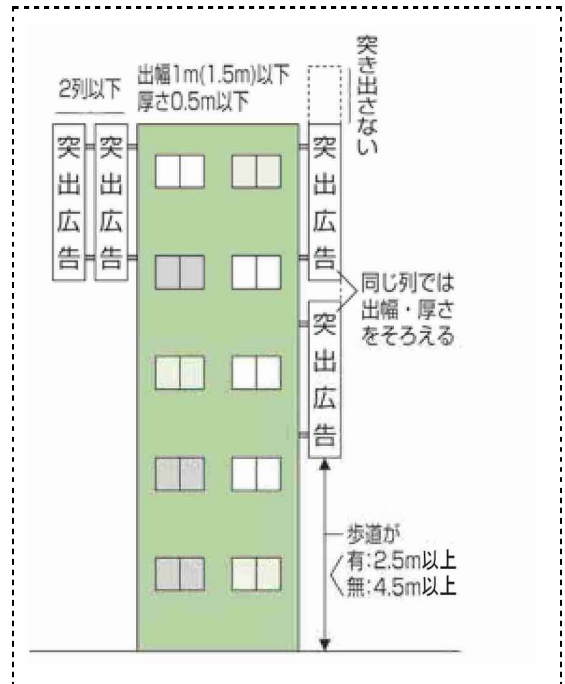 2列以下
出幅1m(1.5m)以下
厚さ0.5m以下
突き出さない
突出広告
突出広告
突出広告
同じ列では
出幅・厚さ
をそろえる
突出広告
歩道が
有:2.5m以上
無:4.5m以上